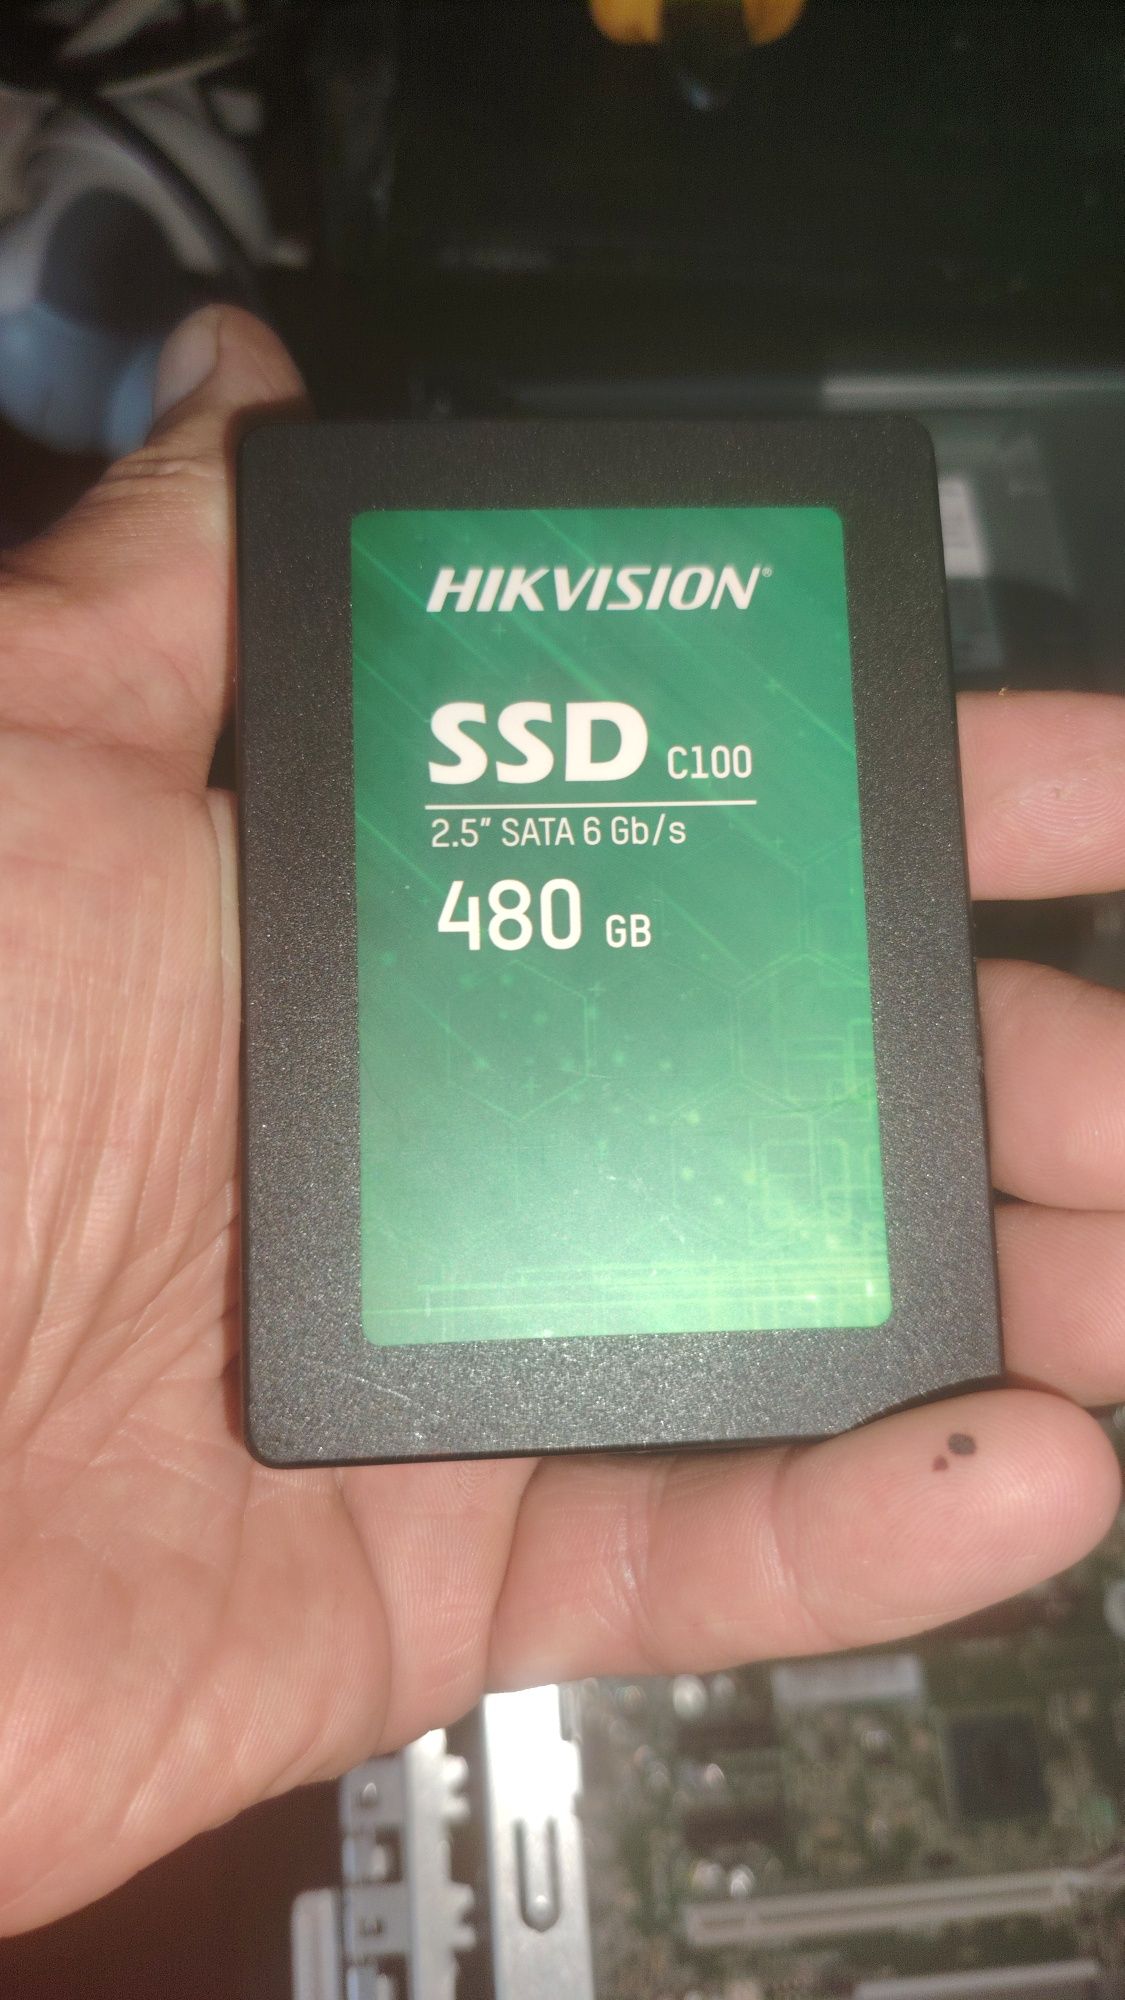 HIKVISION®
SSD C100
2.5″ SATA 6 Gb/s
480 GB